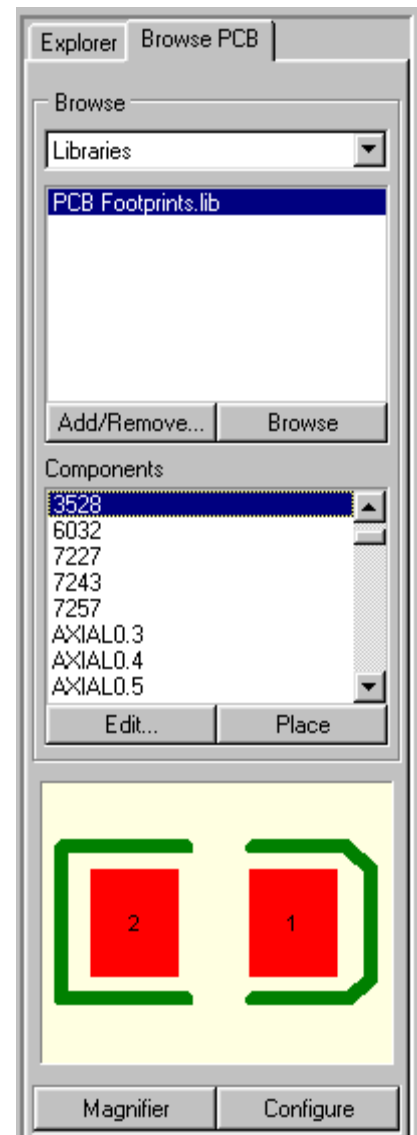 Explorer Browse PCB
Browse
Libraries
PCB Footprints.lib
Add/Remove... Browse
Components
3528
6032
7227
7243
7257
AXIAL0.3
AXIAL0.4
AXIAL0.5
Edit... Place
2 1
Magnifier Configure